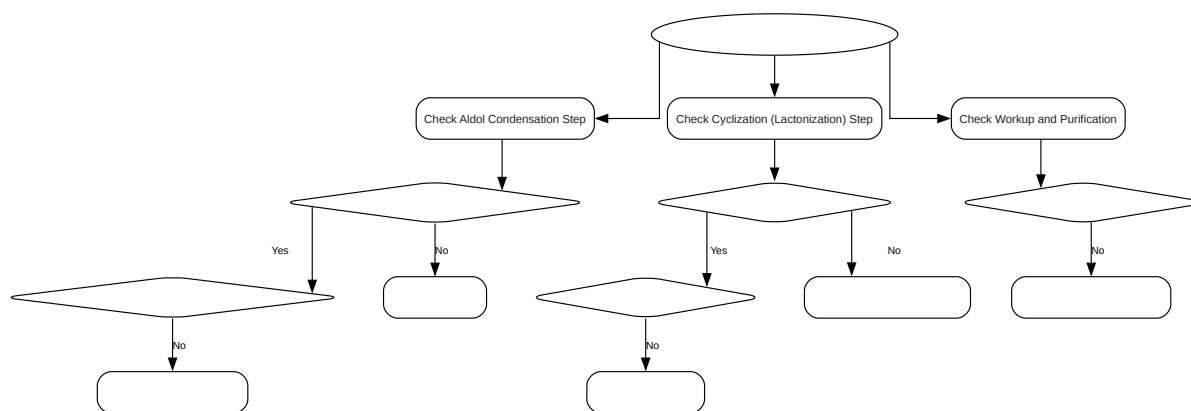 Check Aldol Condensation Step
Check Cyclization (Lactonization) Step
Check Workup and Purification
Yes
No
Yes
No
No
No
No